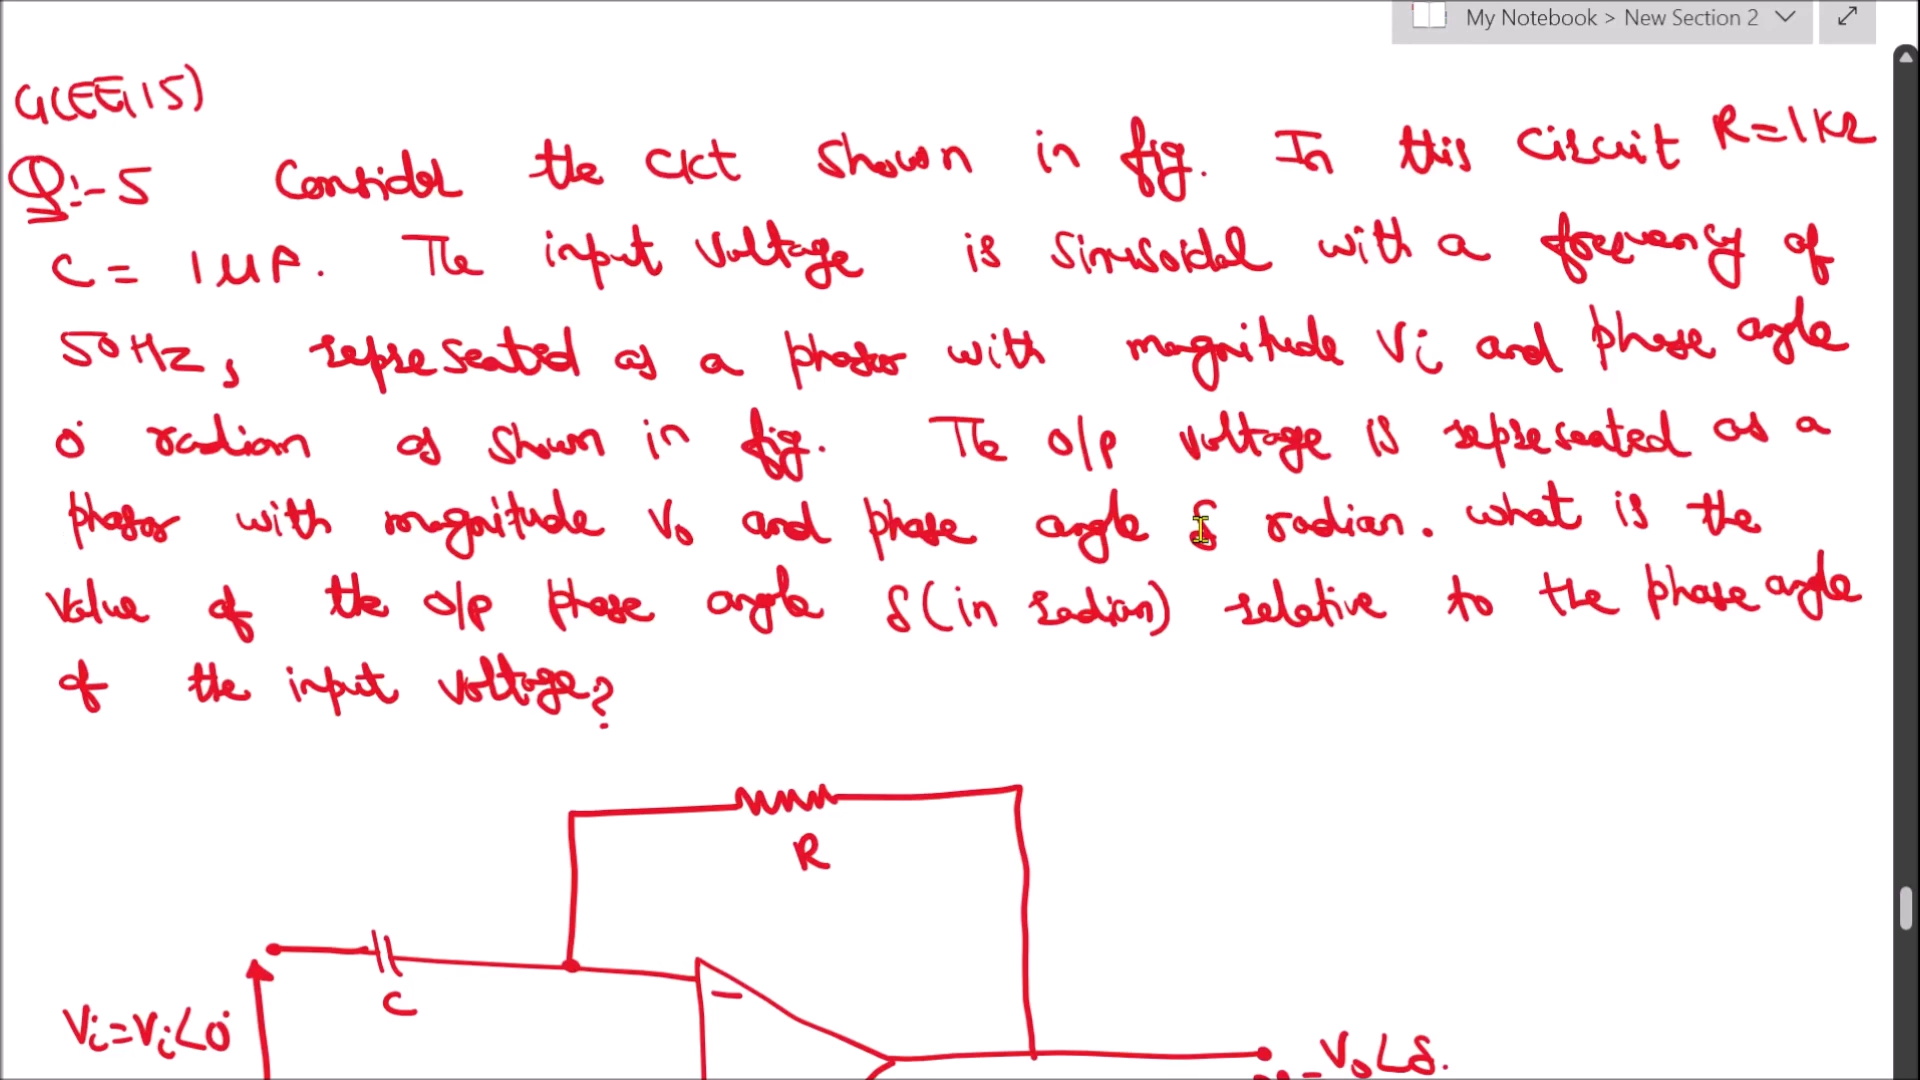 My Notebook > New Section 2
G(EE,15)
Q:-5 Consider the ckt shown in fig. In this circuit R=1KΩ
C= 1μF. The input voltage is sinusoidal with a frequency of
50Hz, represented as a phasor with magnitude Vi and phase angle
0 radian as shown in fig. The o/p voltage is represented as a
phasor with magnitude V0 and phase angle δ radian. what is the
value of the o/p phase angle δ(in radian) relative to the phase angle
of the input voltage?
R
C
−
Vi=Vi∠0
= V0∠δ.